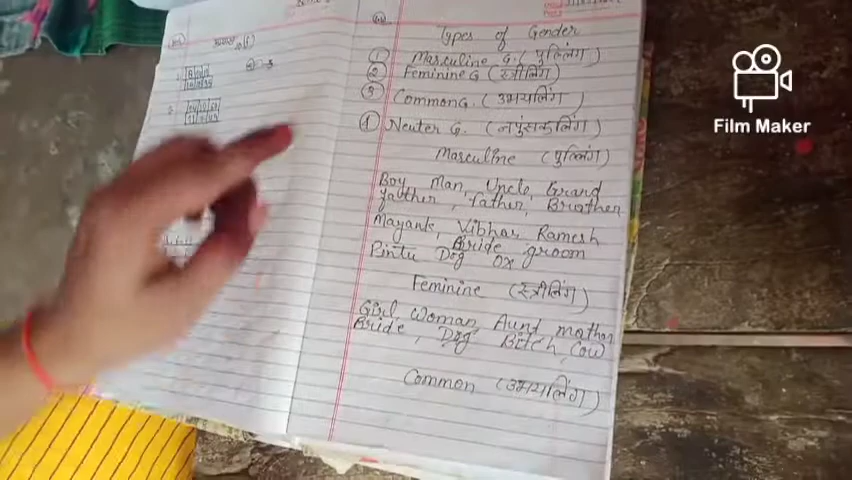 Types of Gender
① Masculine G. (पुल्लिंग)
② Feminine G (स्त्रीलिंग)
③ Common G. (उभयलिंग)
④ Neuter G. (नपुंसकलिंग)
Masculine (पुल्लिंग)
Boy Man, Uncle, Grand
father, Father, Brother
Mayank, Vibhar Ramesh
Bride groom
Pintu Dog Ox
Feminine (स्त्रीलिंग)
Girl Woman, Aunt mother
Bride, Dog Bitch, Cow
Common (उभयलिंग)
Film Maker